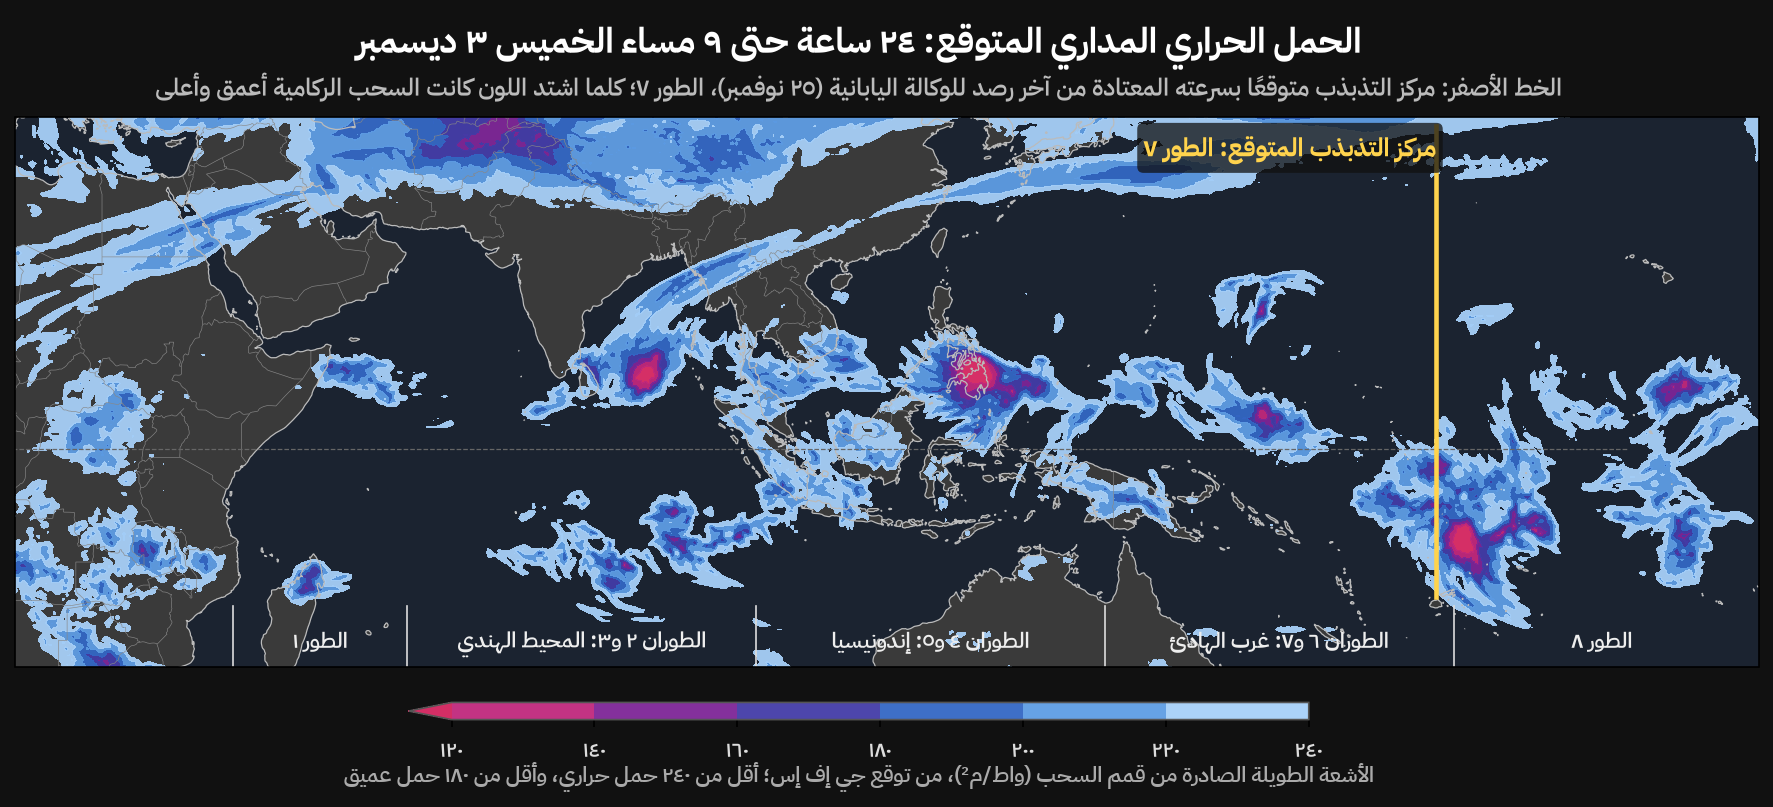 الحمل الحراري المداري المتوقع: ٢٤ ساعة حتى ٩ مساء الخميس ٣ ديسمبر
الخط الأصفر: مركز التذبذب متوقعًا بسرعته المعتادة من آخر رصد للوكالة اليابانية (٢٥ نوفمبر)، الطور ٧؛ كلما اشتد اللون كانت السحب الركامية أعمق وأعلى
مركز التذبذب المتوقع: الطور ٧
الطور ١
الطوران ٢ و٣: المحيط الهندي
الطوران ٤ و٥: إندونيسيا
الطوران ٦ و٧: غرب الهادئ
الطور ٨
١٢٠ ١٤٠ ١٦٠ ١٨٠ ٢٠٠ ٢٢٠ ٢٤٠
الأشعة الطويلة الصادرة من قمم السحب (واط/م²)، من توقع جي إف إس؛ أقل من ٢٤٠ حمل حراري، وأقل من ١٨٠ حمل عميق